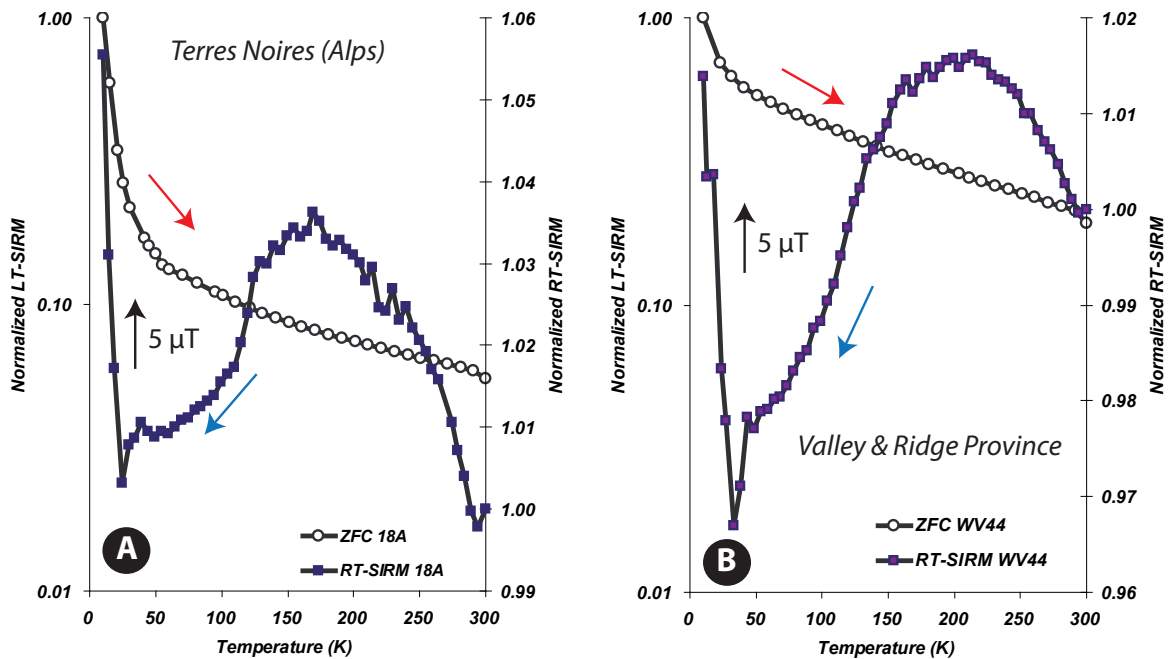 1.00
0.10
0.01
Normalized LT-SIRM
Terres Noires (Alps)
5 µT
A
ZFC 18A
RT-SIRM 18A
1.06
1.05
1.04
1.03
1.02
1.01
1.00
0.99
Normalized RT-SIRM
0 50 100 150 200 250 300
Temperature (K)
1.00
0.10
0.01
Normalized LT-SIRM
5 µT
Valley & Ridge Province
B
ZFC WV44
RT-SIRM WV44
1.02
1.01
1.00
0.99
0.98
0.97
0.96
Normalized RT-SIRM
0 50 100 150 200 250 300
Temperature (K)